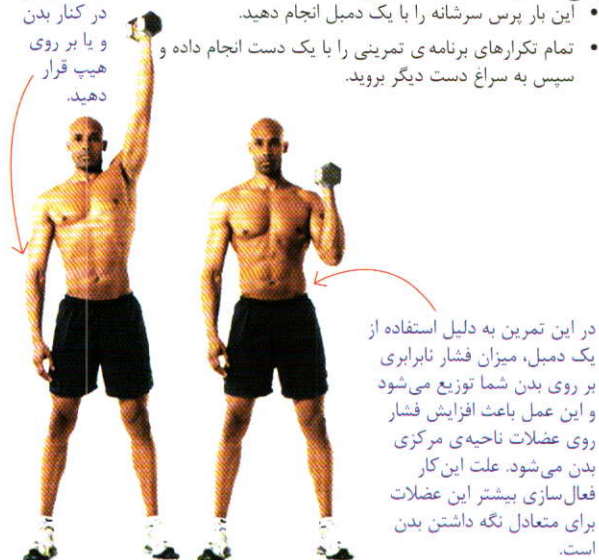 • این بار پرس سرشانه را با یک دمبل انجام دهید.
• تمام تکرارهای برنامه ی تمرینی را با یک دست انجام داده و
سپس به سراغ دست دیگر بروید.
در کنار بدن
و یا بر روی
هیپ قرار
دهید.
در این تمرین به دلیل استفاده از
یک دمبل، میزان فشار نابرابری
بر روی بدن شما توزیع می‌شود
و این عمل باعث افزایش فشار
روی عضلات ناحیه‌ی مرکزی
بدن می‌شود. علت این کار
فعال‌سازی بیشتر این عضلات
برای متعادل نگه داشتن بدن
است.